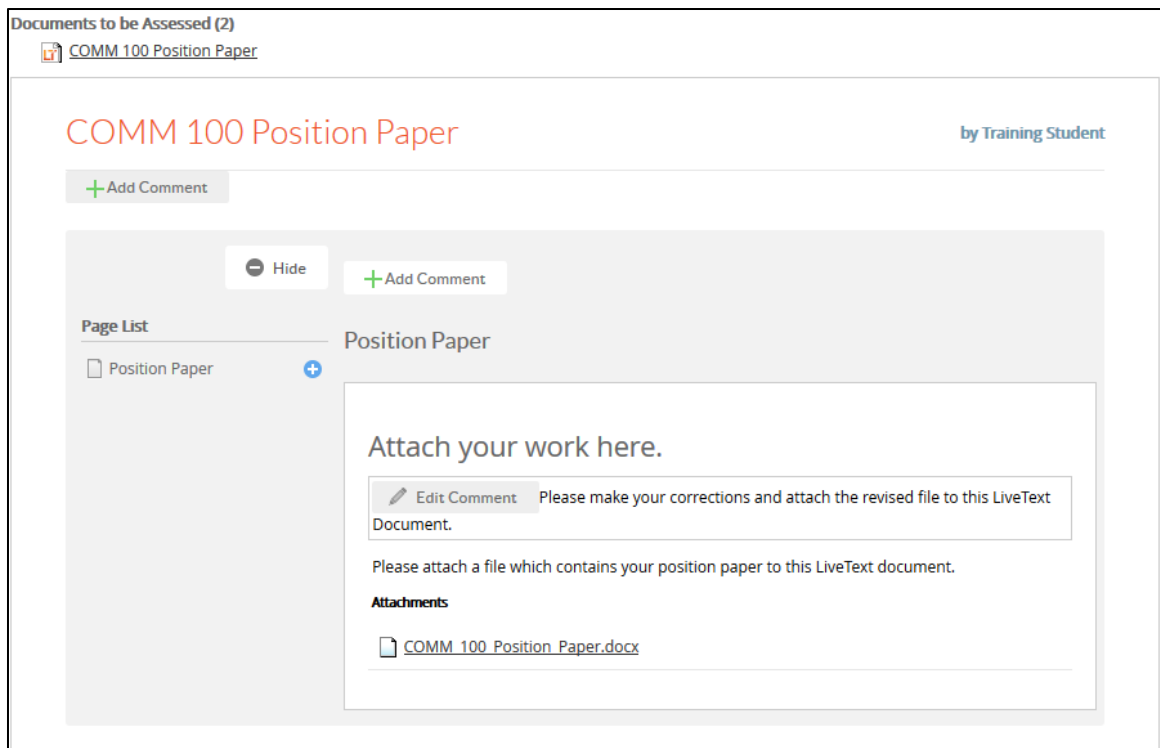 Documents to be Assessed (2)
LT COMM 100 Position Paper
COMM 100 Position Paper by Training Student
Add Comment
Hide
Add Comment
Page List
Position Paper
Position Paper
Attach your work here.
Edit Comment Please make your corrections and attach the revised file to this LiveText
Document.
Please attach a file which contains your position paper to this LiveText document.
Attachments
COMM_100_Position_Paper.docx